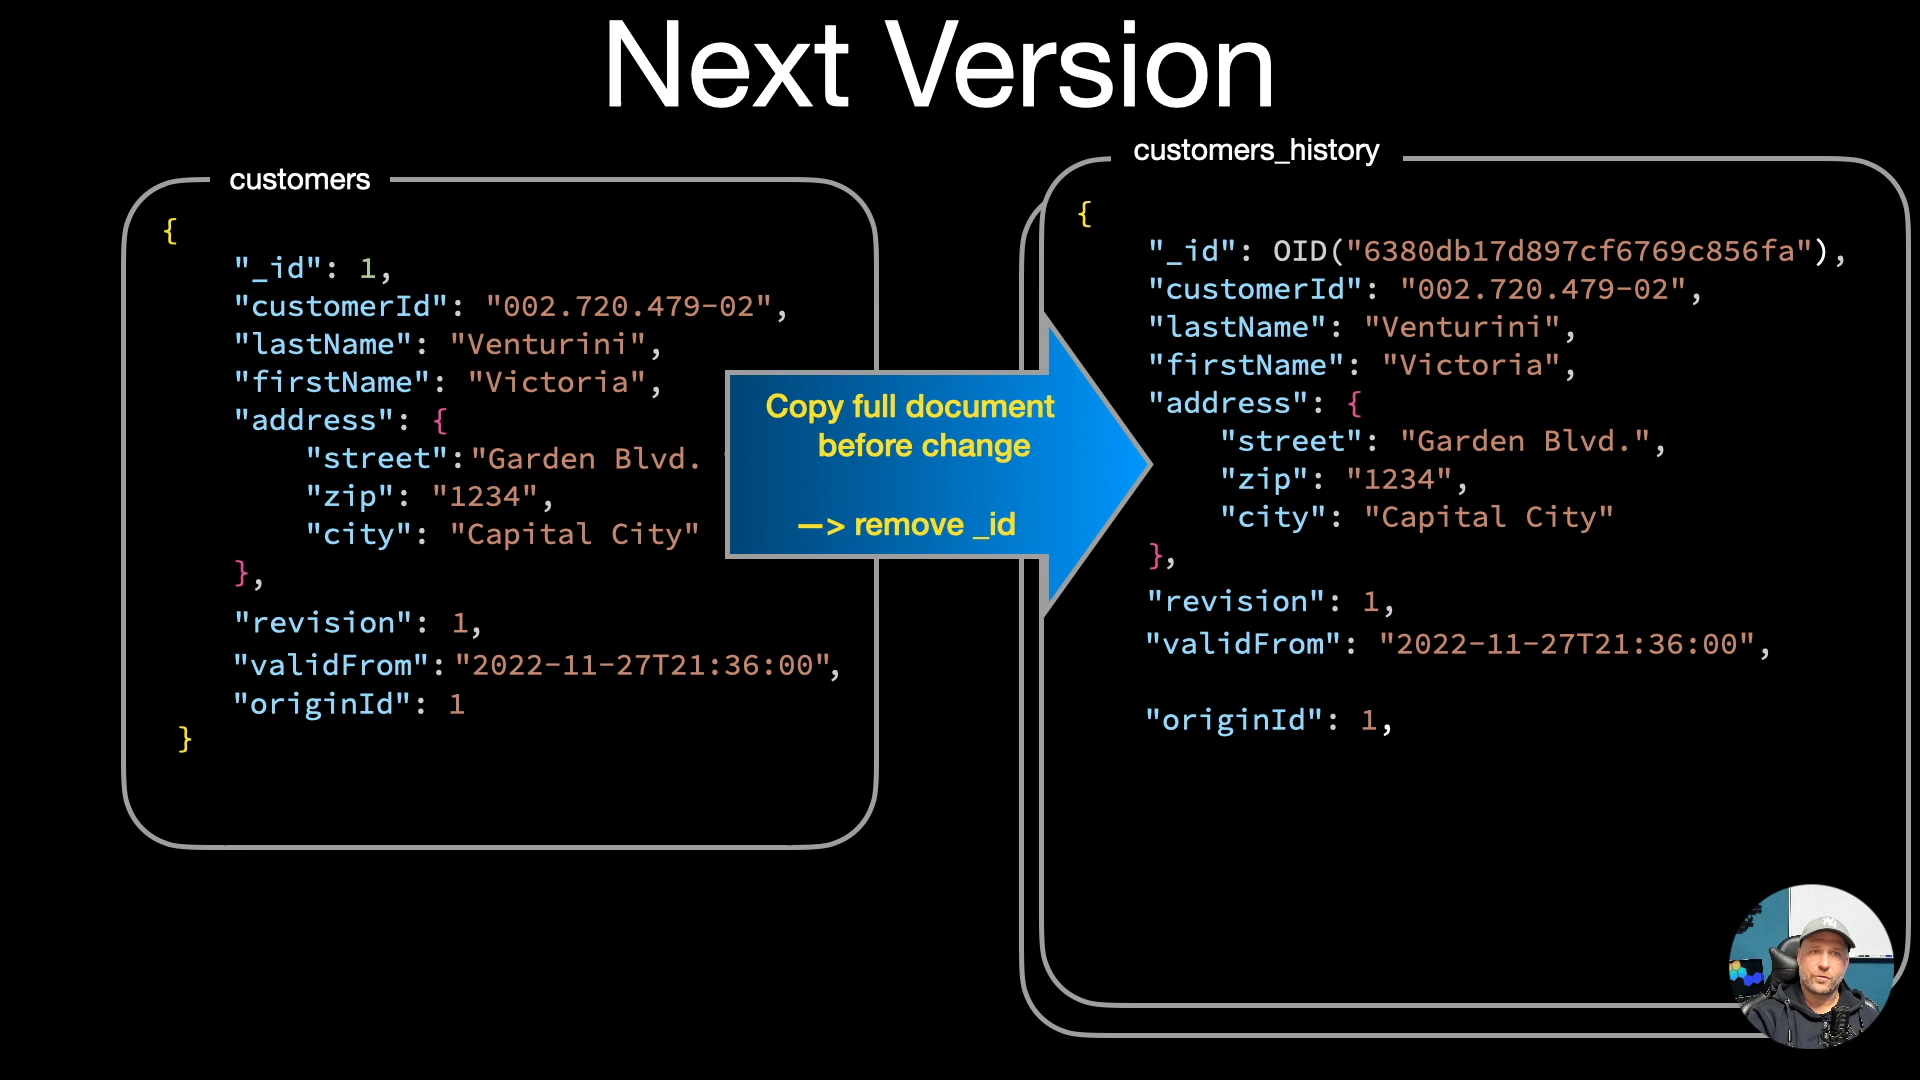 Next Version
customers
{
"_id": 1,
"customerId": "002.720.479-02",
"lastName": "Venturini",
"firstName": "Victoria",
"address": {
"street":"Garden Blvd.
"zip": "1234",
"city": "Capital City"
},
"revision": 1,
"validFrom":"2022-11-27T21:36:00",
"originId": 1
}
Copy full document
before change
—> remove _id
customers_history
{
"_id": OID("6380db17d897cf6769c856fa"),
"customerId": "002.720.479-02",
"lastName": "Venturini",
"firstName": "Victoria",
"address": {
"street": "Garden Blvd.",
"zip": "1234",
"city": "Capital City"
},
"revision": 1,
"validFrom": "2022-11-27T21:36:00",
"originId": 1,